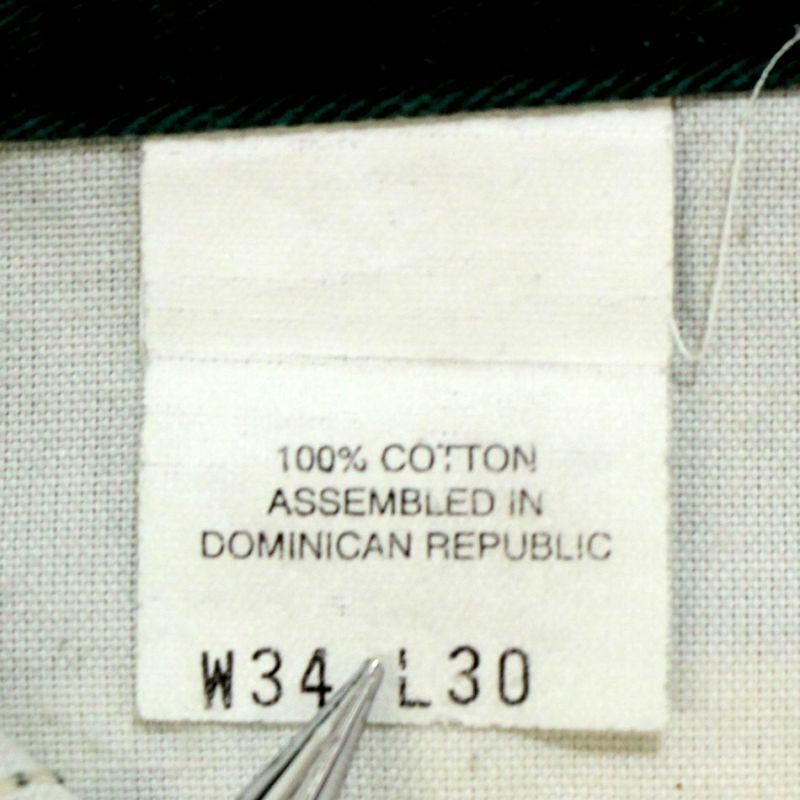 100% COTTON
ASSEMBLED IN
DOMINICAN REPUBLIC
W34 L30